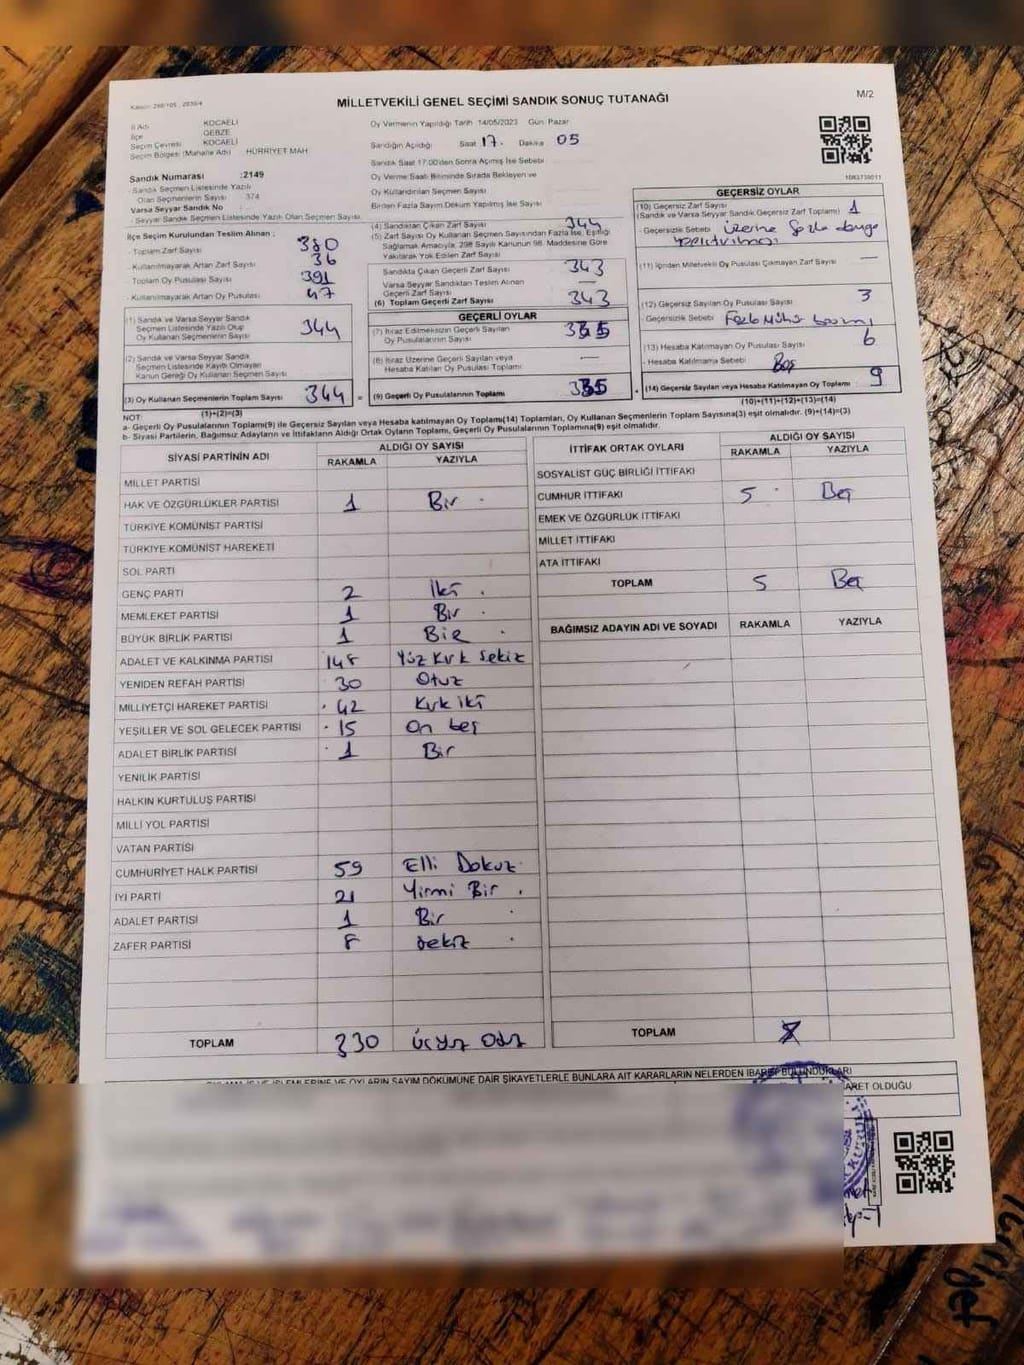 MİLLETVEKİLİ GENEL SEÇİMİ SANDIK SONUÇ TUTANAĞI
M/2
İl Adı KOCAELİ
İlçe GEBZE
Seçim Çevresi KOCAELİ
Seçim Bölgesi (Mahalle Adı) HÜRRİYET MAH
Sandık Numarası :2149
- Sandık Seçmen Listesinde Yazılı
Olan Seçmenlerin Sayısı 374
Varsa Seyyar Sandık No
- Seyyar Sandık Seçmen Listesinde Yazılı Olan Seçmen Sayısı
Oy Vermenin Yapıldığı Tarih 14/05/2023 Gün Pazar
Sandığın Açıldığı Saat 17. Dakika 05
Sandık Saat 17:00'den Sonra Açılmış İse Sebebi
Oy Verme Saati Bitiminde Sırada Bekleyen ve
Oy Kullandırılan Seçmen Sayısı
Birden Fazla Sayım Döküm Yapılmış İse Sayısı
İlçe Seçim Kurulundan Teslim Alınan ;
- Toplam Zarf Sayısı 380
- Kullanılmayarak Artan Zarf Sayısı 36
- Toplam Oy Pusulası Sayısı 391
- Kullanılmayarak Artan Oy Pusulası 47
(1) Sandık ve Varsa Seyyar Sandık
Seçmen Listesinde Yazılı Olup
Oy Kullanan Seçmenlerin Sayısı 344
(2) Sandık ve Varsa Seyyar Sandık
Seçmen Listesinde Kayıtlı Olmayan
Kanun Gereği Oy Kullanan Seçmen Sayısı
(3) Oy Kullanan Seçmenlerin Toplam Sayısı 344
(1)+(2)=(3)
(4) Sandıktan Çıkan Zarf Sayısı 344
(5) Zarf Sayısı Oy Kullanan Seçmen Sayısından Fazla İse, Eşitliği
Sağlamak Amacıyla, 298 Sayılı Kanunun 98. Maddesine Göre
Yakılarak Yok Edilen Zarf Sayısı
Sandıkta Çıkan Geçerli Zarf Sayısı 343
Varsa Seyyar Sandıktan Teslim Alınan
Geçerli Zarf Sayısı —
(6) Toplam Geçerli Zarf Sayısı 343
GEÇERLİ OYLAR
(7) İtiraz Edilmeksizin Geçerli Sayılan
Oy Pusulalarının Sayısı 335
(8) İtiraz Üzerine Geçerli Sayılan veya
Hesaba Katılan Oy Pusulası Toplamı —
(9) Geçerli Oy Pusulalarının Toplamı 335
GEÇERSİZ OYLAR
(10) Geçersiz Zarf Sayısı
(Sandık ve Varsa Seyyar Sandık Geçersiz Zarf Toplamı) 1
- Geçersizlik Sebebi Üzerine fazla
(11) İçinden Milletvekili Oy Pusulası Çıkmayan Zarf Sayısı —
(12) Geçersiz Sayılan Oy Pusulası Sayısı 3
- Geçersizlik Sebebi Fazla Mühür
(13) Hesaba Katılmayan Oy Pusulası Sayısı 6
- Hesaba Katılmama Sebebi Boş
(14) Geçersiz Sayılan veya Hesaba Katılmayan Oy Toplamı 9
(10)+(11)+(12)+(13)=(14)
NOT:
a- Geçerli Oy Pusulalarının Toplamı(9) ile Geçersiz Sayılan veya Hesaba katılmayan Oy Toplamı(14) Toplamları, Oy Kullanan Seçmenlerin Toplam Sayısına(3) eşit olmalıdır. (9)+(14)=(3)
b- Siyasi Partilerin, Bağımsız Adayların ve İttifakların Aldığı Ortak Oyların Toplamı, Geçerli Oy Pusulalarının Toplamına(9) eşit olmalıdır.
SİYASİ PARTİNİN ADI ALDIĞI OY SAYISI
RAKAMLA YAZIYLA
MİLLET PARTİSİ
HAK VE ÖZGÜRLÜKLER PARTİSİ 1 Bir
TÜRKİYE KOMÜNİST PARTİSİ
TÜRKİYE KOMÜNİST HAREKETİ
SOL PARTİ
GENÇ PARTİ 2 İki
MEMLEKET PARTİSİ 1 Bir
BÜYÜK BİRLİK PARTİSİ 1 Bir
ADALET VE KALKINMA PARTİSİ 148 Yüz Kırk Sekiz
YENİDEN REFAH PARTİSİ 30 Otuz
MİLLİYETÇİ HAREKET PARTİSİ 42 Kırk iki
YEŞİLLER VE SOL GELECEK PARTİSİ 15 On beş
ADALET BİRLİK PARTİSİ 1 Bir
YENİLİK PARTİSİ
HALKIN KURTULUŞ PARTİSİ
MİLLİ YOL PARTİSİ
VATAN PARTİSİ
CUMHURİYET HALK PARTİSİ 59 Elli Dokuz
İYİ PARTİ 21 Yirmi Bir
ADALET PARTİSİ 1 Bir
ZAFER PARTİSİ 8 Sekiz
TOPLAM 330 üçyüz Otuz
İTTİFAK ORTAK OYLARI ALDIĞI OY SAYISI
RAKAMLA YAZIYLA
SOSYALİST GÜÇ BİRLİĞİ İTTİFAKI
CUMHUR İTTİFAKI 5 Beş
EMEK VE ÖZGÜRLÜK İTTİFAKI
MİLLET İTTİFAKI
ATA İTTİFAKI
TOPLAM 5 Beş
BAĞIMSIZ ADAYIN ADI VE SOYADI RAKAMLA YAZIYLA
TOPLAM
OYLARIN SAYIM DÖKÜMÜNE DAİR ŞİKAYETLERLE BUNLARA AİT KARARLARIN NELERDEN İBARET BULUNDUKLARI
OLDUĞU